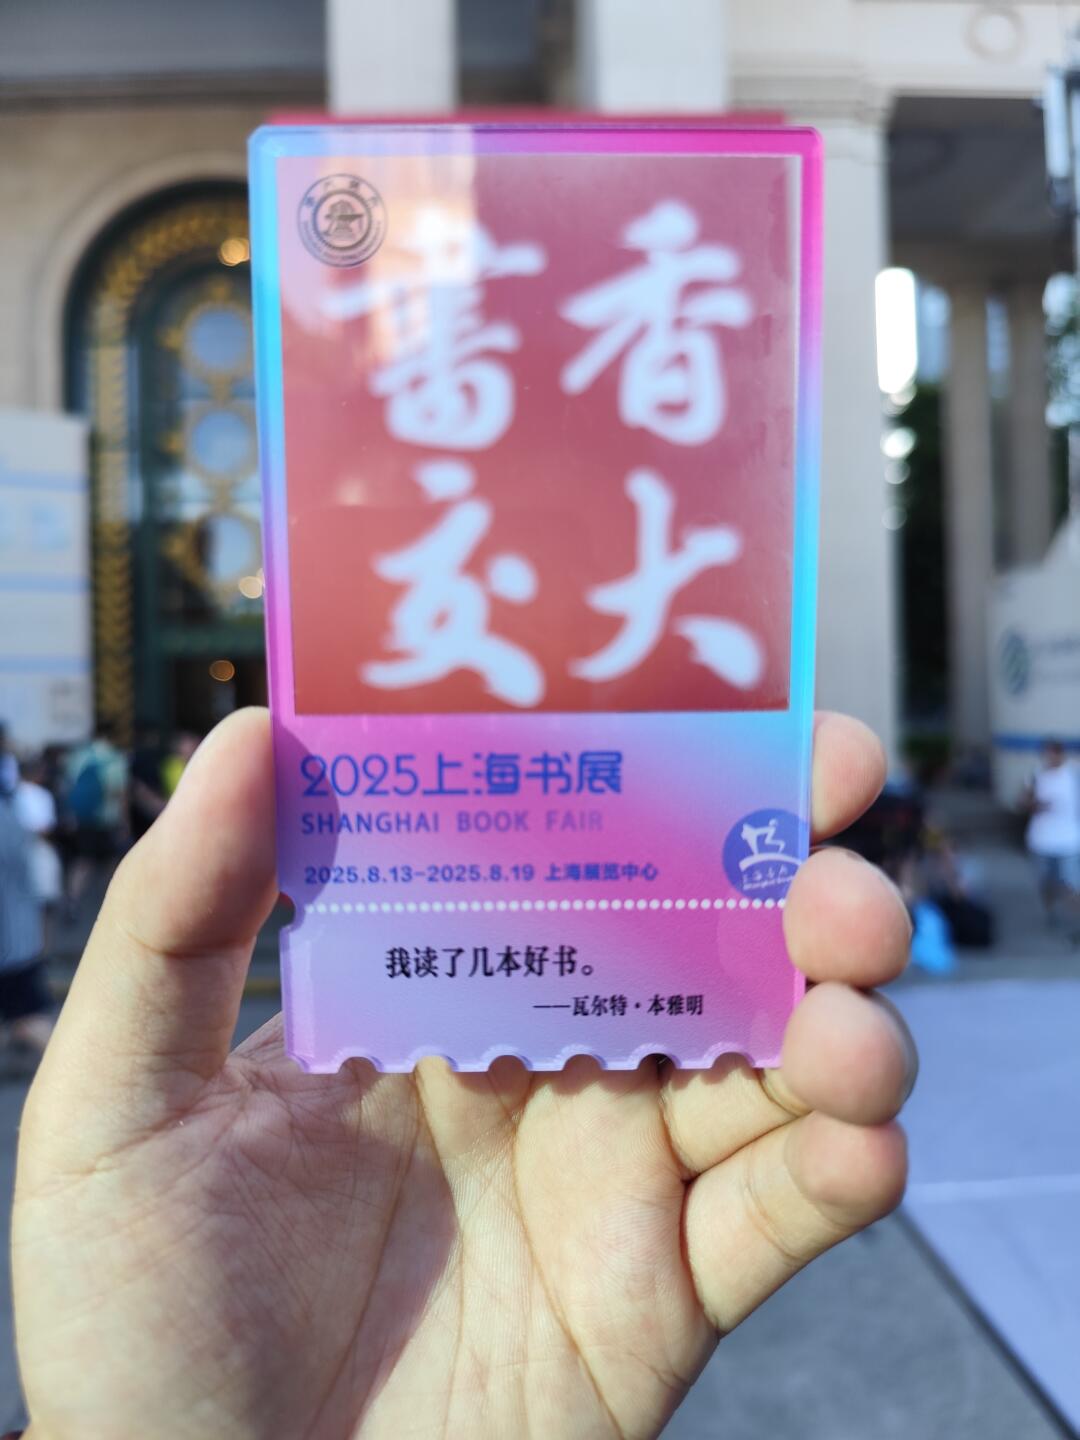 書香
交大
2025上海书展
SHANGHAI BOOK FAIR
2025.8.13-2025.8.19 上海展览中心
我读了几本好书。
——瓦尔特·本雅明